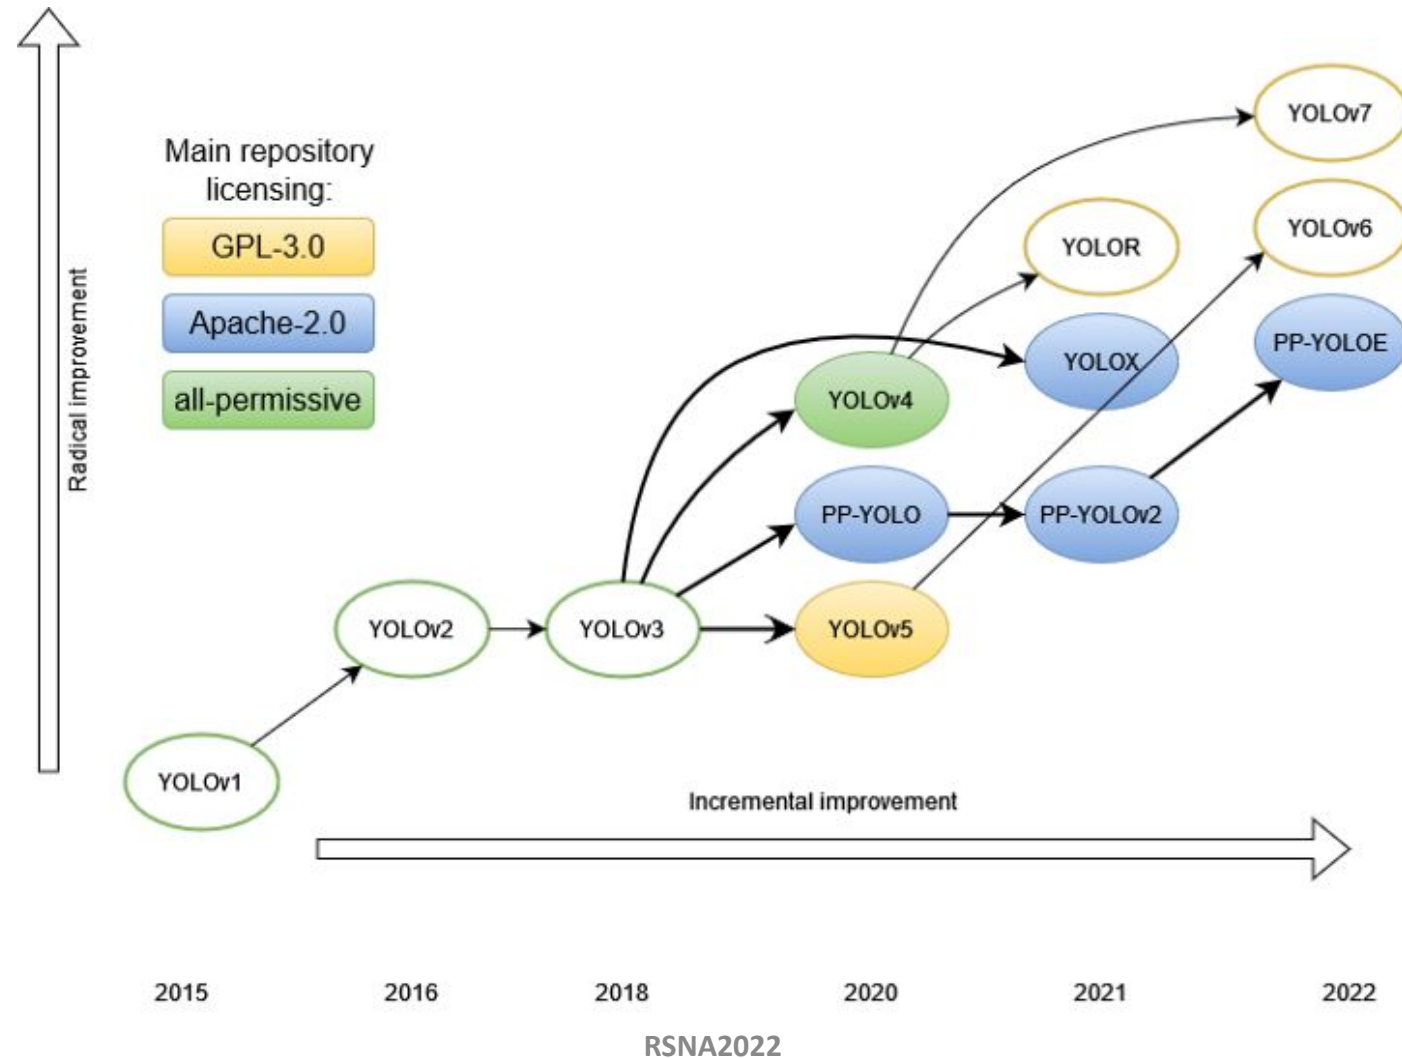 Main repository
licensing:
GPL-3.0
Apache-2.0
all-permissive
Radical improvement
YOLOv7
YOLOR
YOLOv6
YOLOX
PP-YOLOE
YOLOv4
PP-YOLO
PP-YOLOv2
YOLOv2
YOLOv3
YOLOv5
YOLOv1
Incremental improvement
2015
2016
2018
2020
2021
2022
RSNA2022